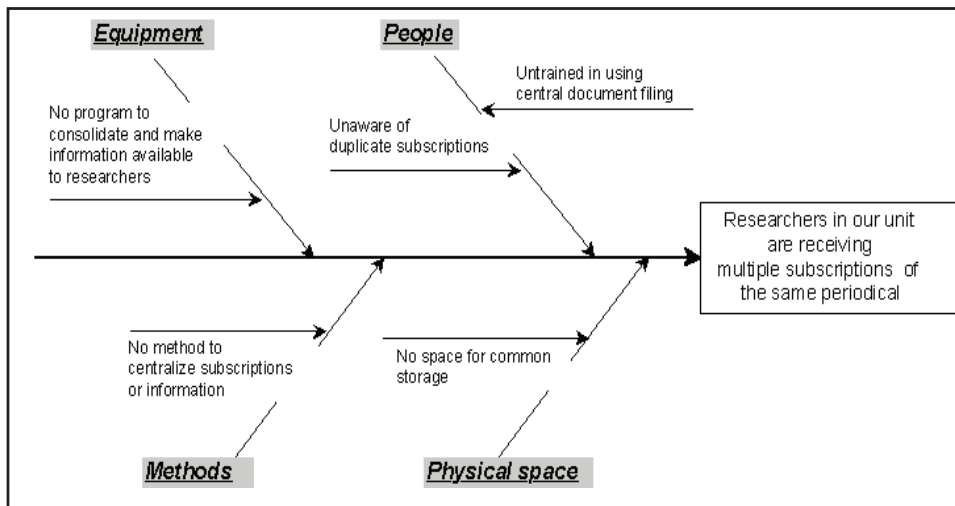 Equipment
People
Untrained in using
central document filing
No program to
consolidate and make
information available
to researchers
Unaware of
duplicate subscriptions
Researchers in our unit
are receiving
multiple subscriptions of
the same periodical
No method to
centralize subscriptions
or information
No space for common
storage
Methods
Physical space